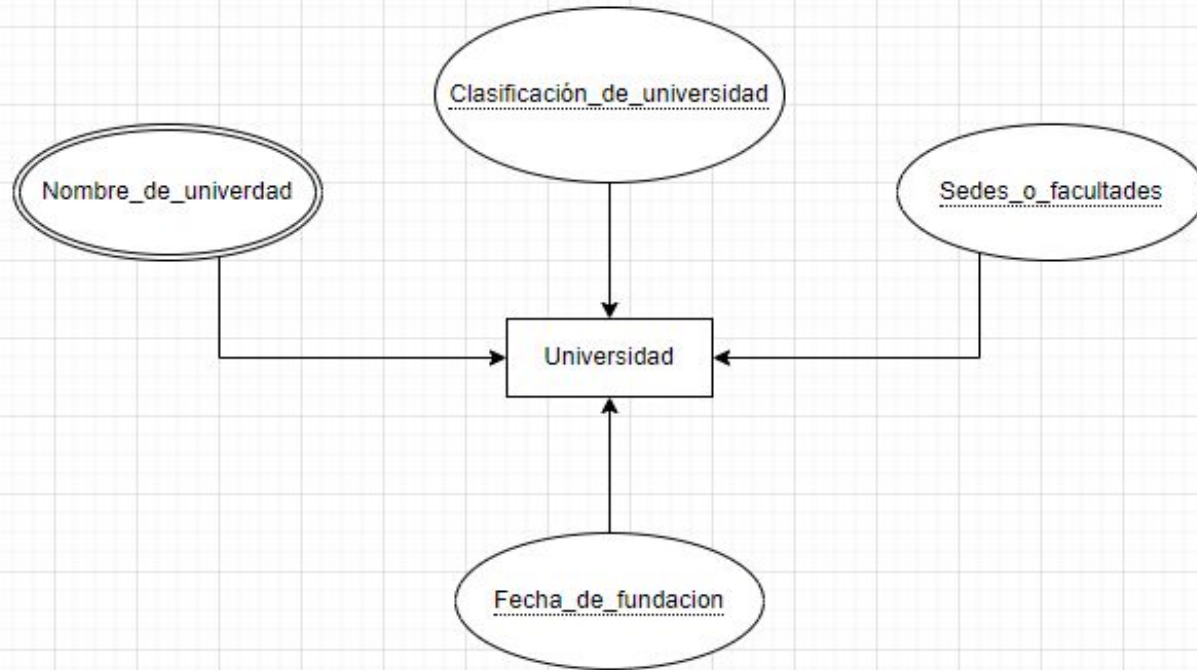 Clasificación_de_universidad
Nombre_de_univerdad
Sedes_o_facultades
Universidad
Fecha_de_fundacion